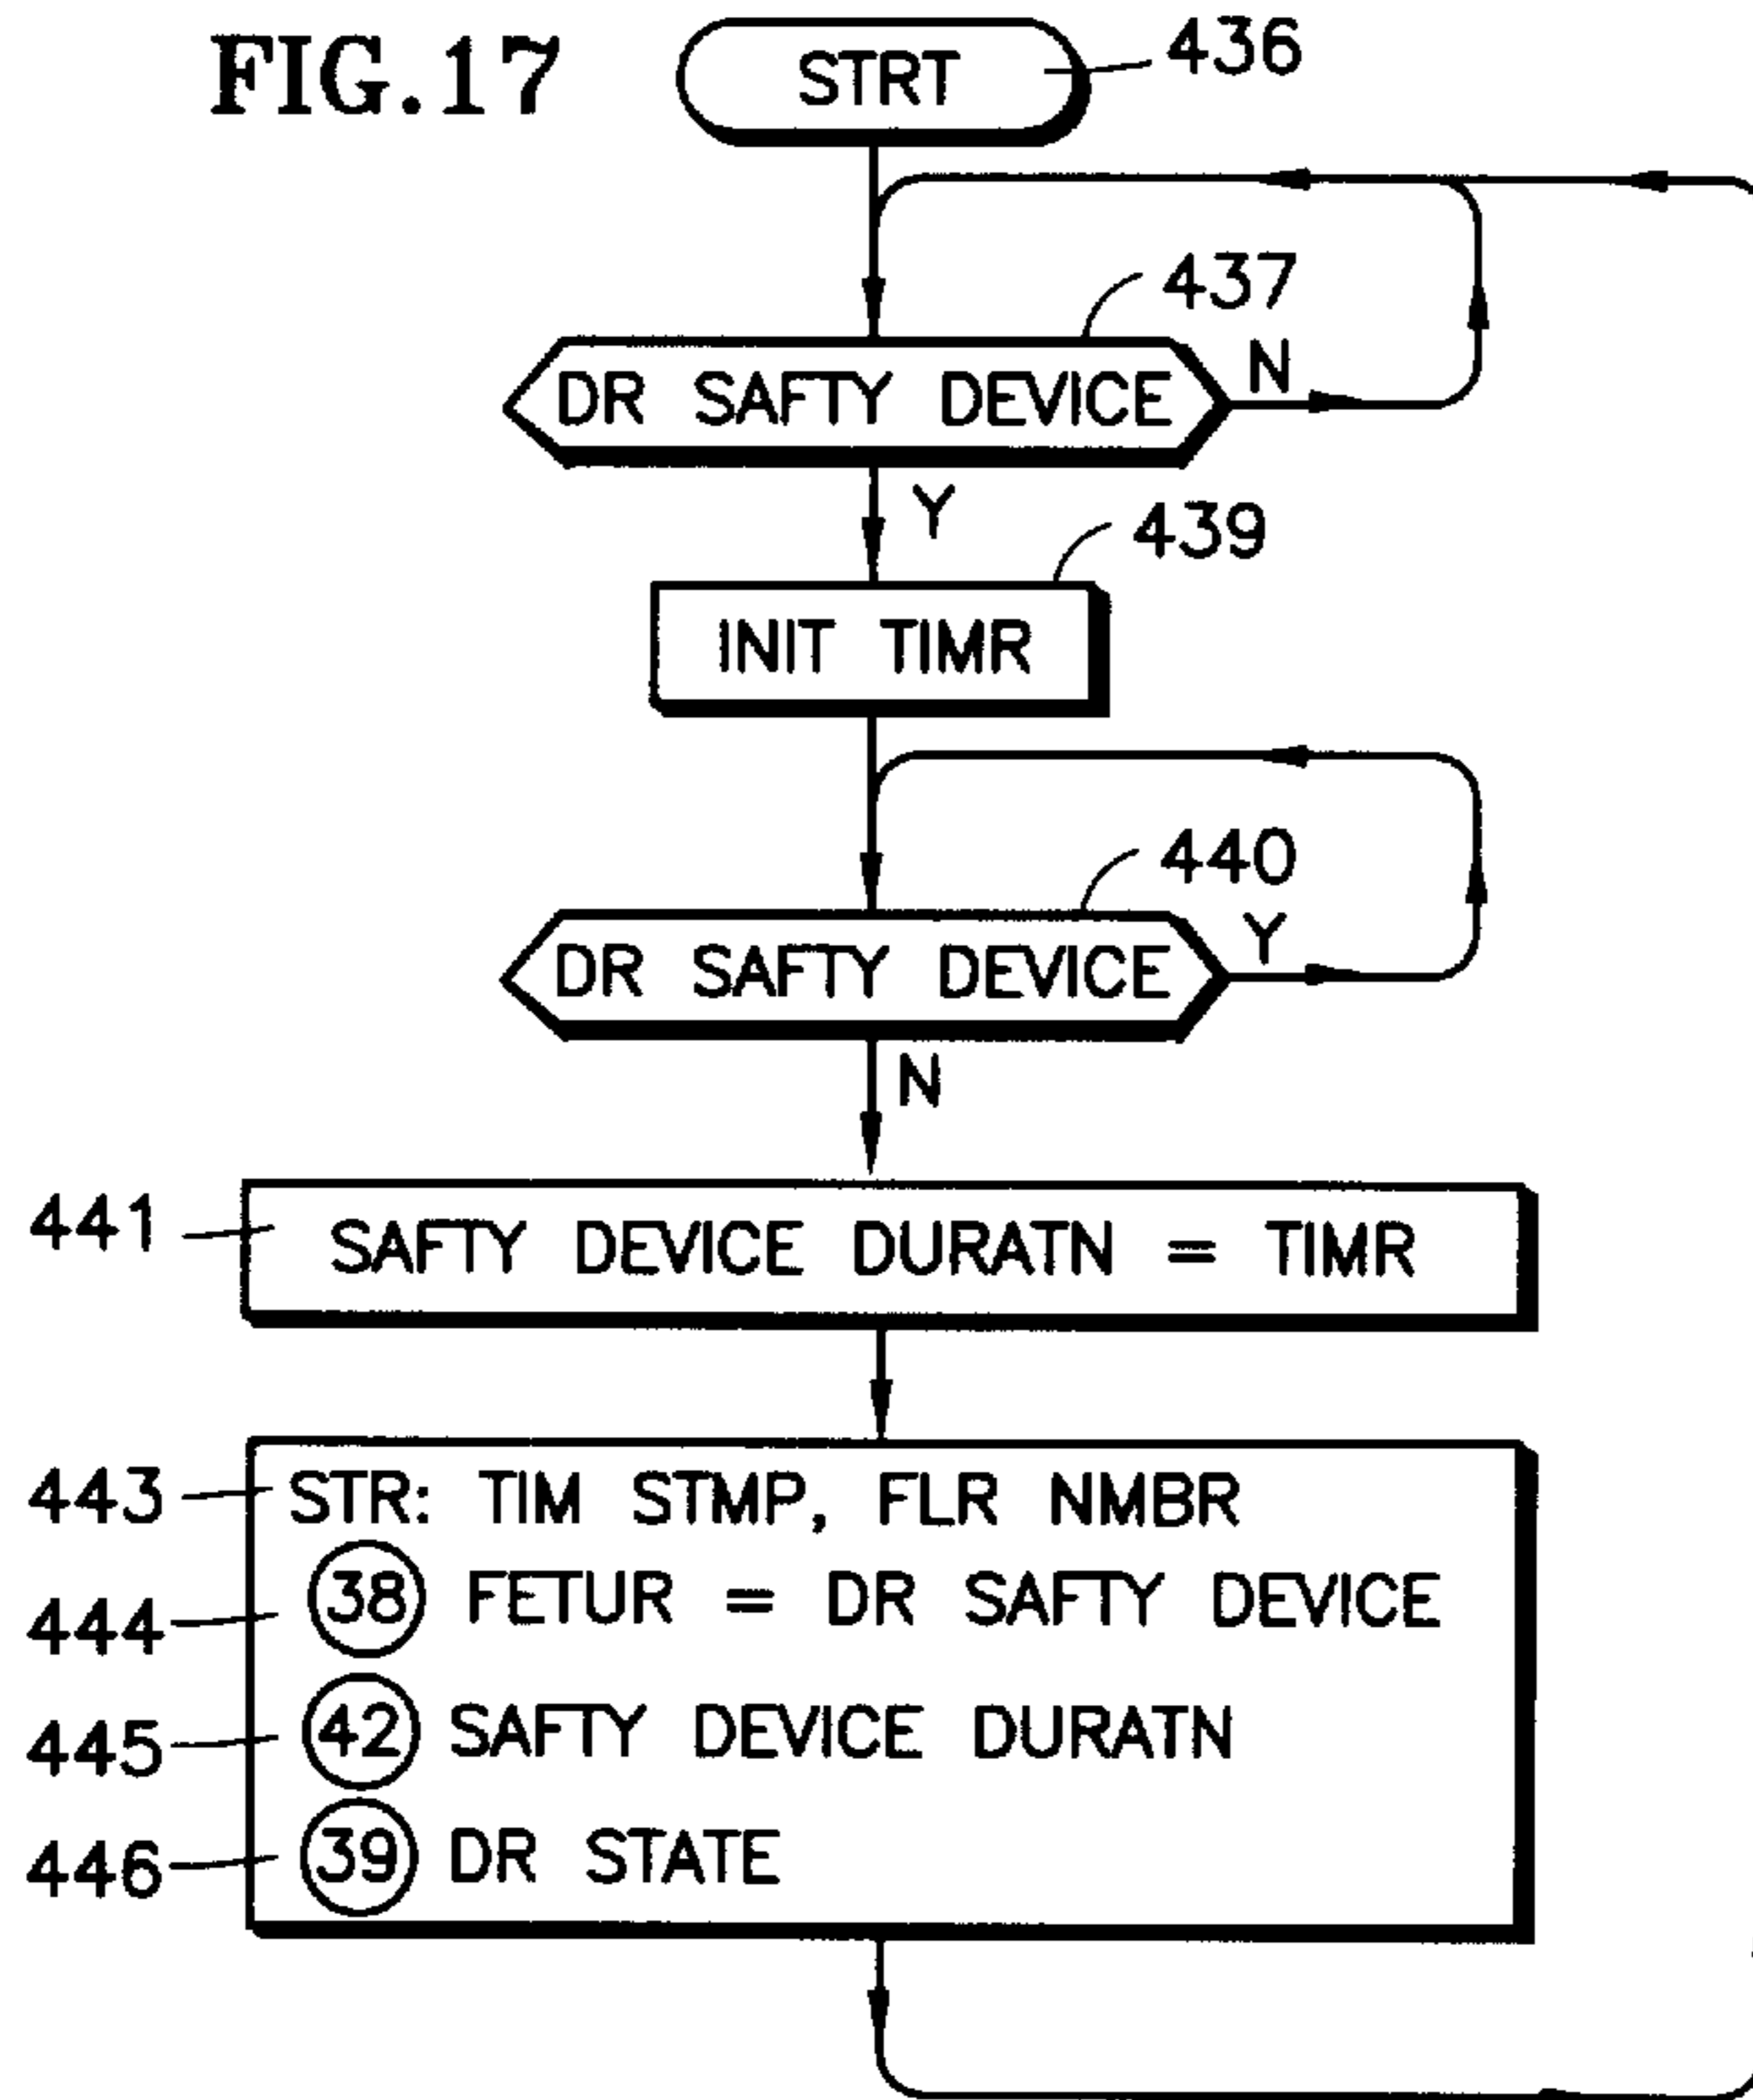 FIG.17
STRT
436
437
DR SAFTY DEVICE
N
Y
439
INIT TIMR
440
DR SAFTY DEVICE
Y
N
441
SAFTY DEVICE DURATN = TIMR
443
STR: TIM STMP, FLR NMBR
444
38 FETUR = DR SAFTY DEVICE
445
42 SAFTY DEVICE DURATN
446
39 DR STATE